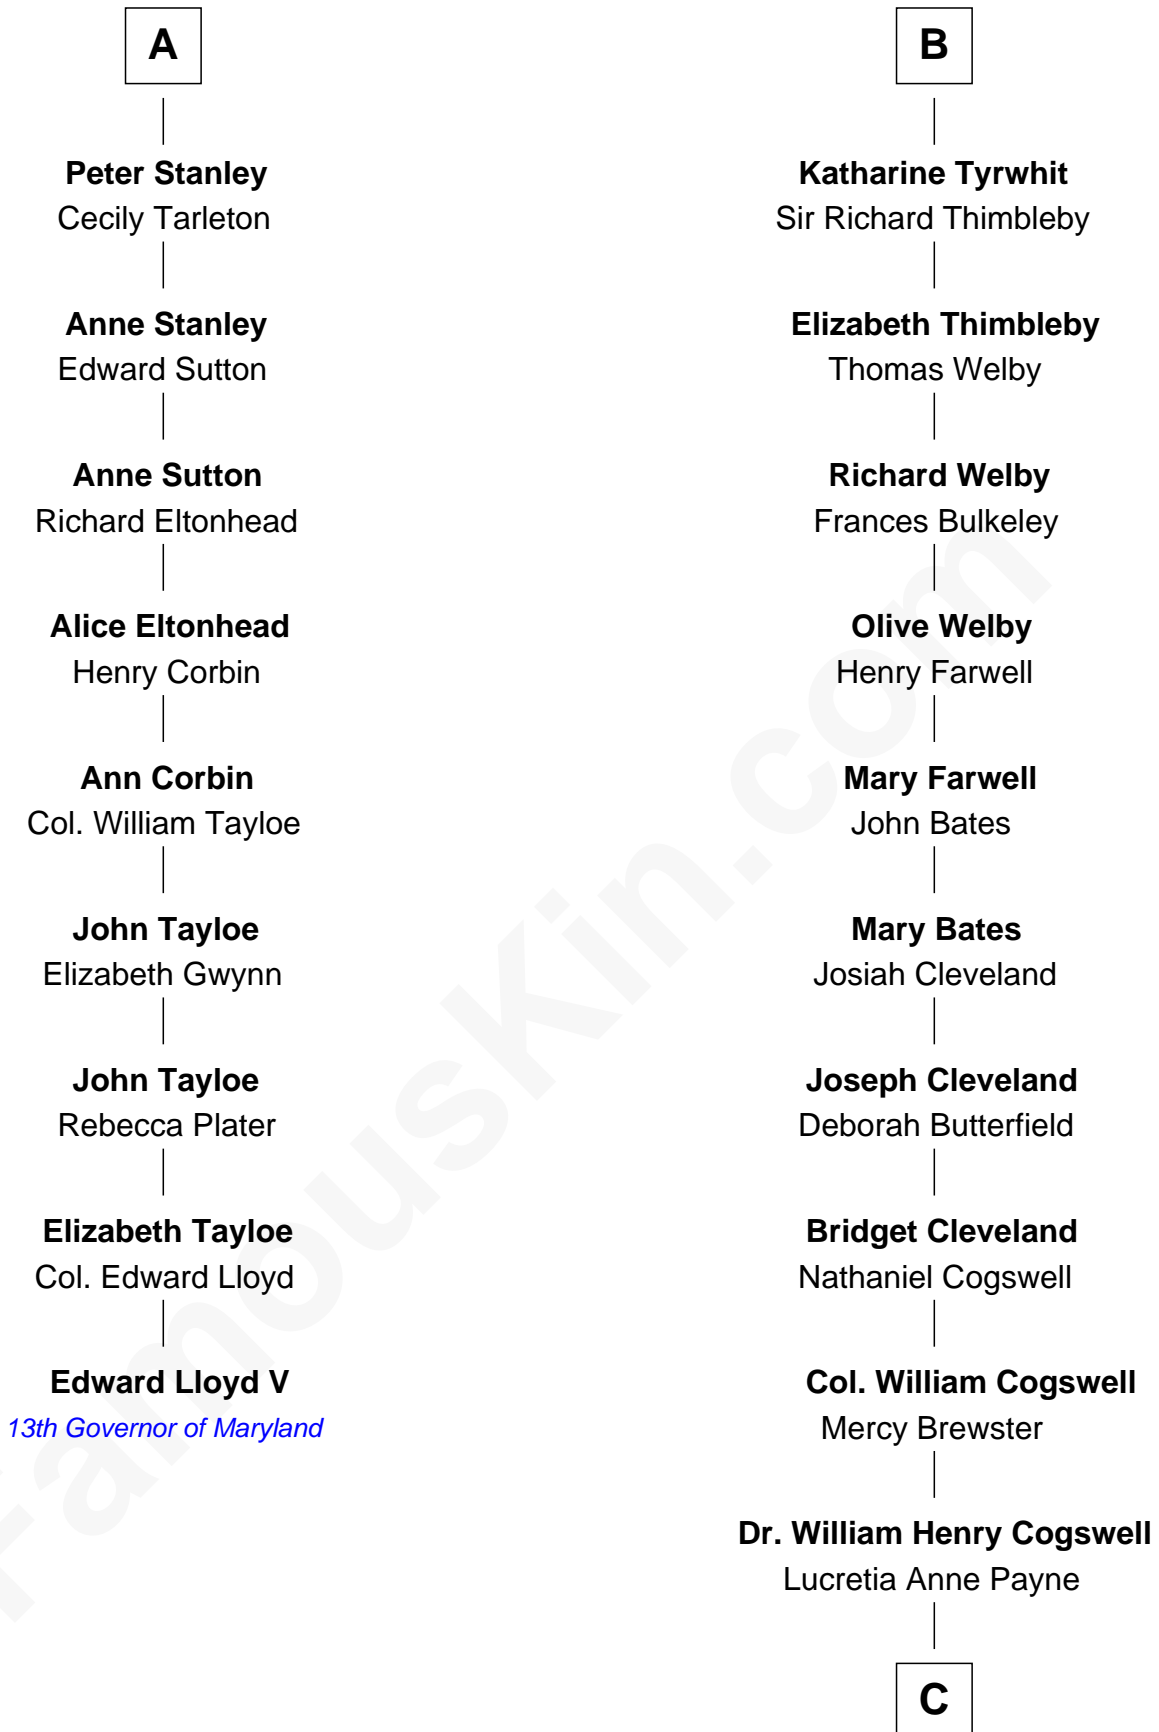 A
Peter Stanley
Cecily Tarleton
Anne Stanley
Edward Sutton
Anne Sutton
Richard Eltonhead
Alice Eltonhead
Henry Corbin
Ann Corbin
Col. William Tayloe
John Tayloe
Elizabeth Gwynn
John Tayloe
Rebecca Plater
Elizabeth Tayloe
Col. Edward Lloyd
Edward Lloyd V
13th Governor of Maryland
B
Katharine Tyrwhit
Sir Richard Thimbleby
Elizabeth Thimbleby
Thomas Welby
Richard Welby
Frances Bulkeley
Olive Welby
Henry Farwell
Mary Farwell
John Bates
Mary Bates
Josiah Cleveland
Joseph Cleveland
Deborah Butterfield
Bridget Cleveland
Nathaniel Cogswell
Col. William Cogswell
Mercy Brewster
Dr. William Henry Cogswell
Lucretia Anne Payne
C
FamousKin.com